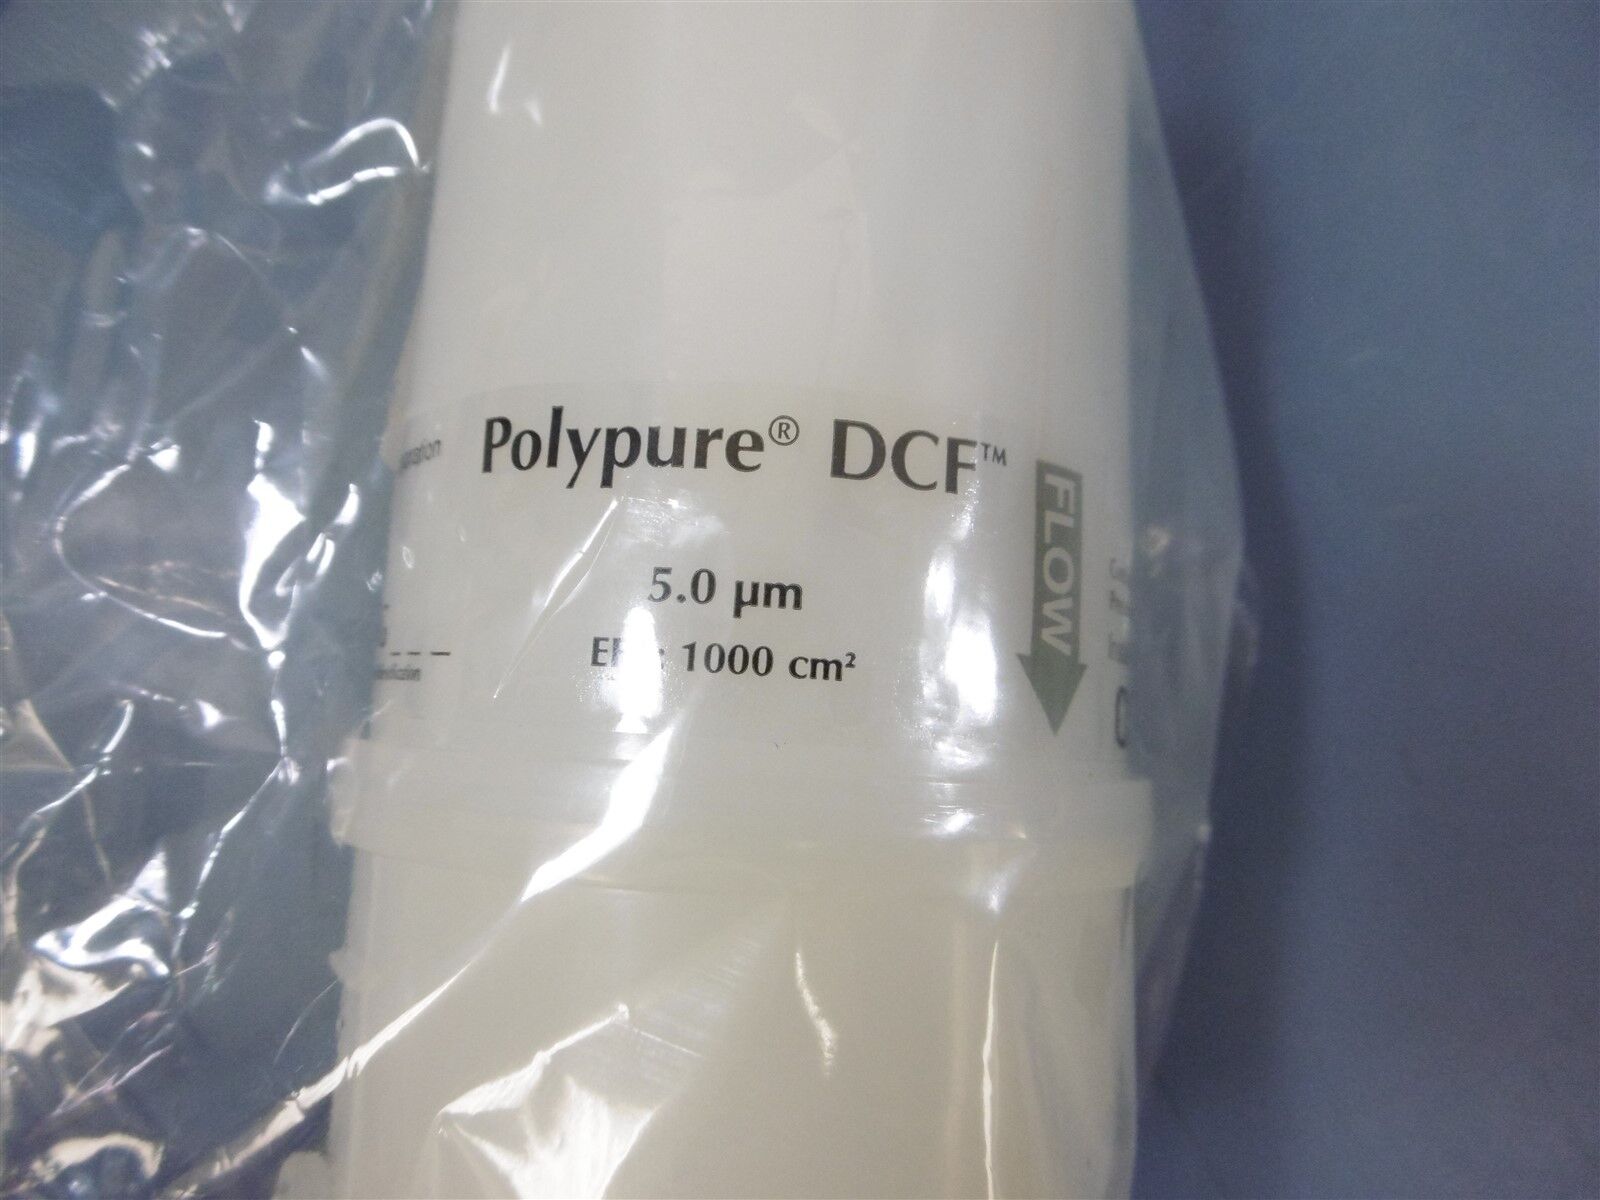 Polypure® DCF™
5.0 µm
1000 cm²
FLOW